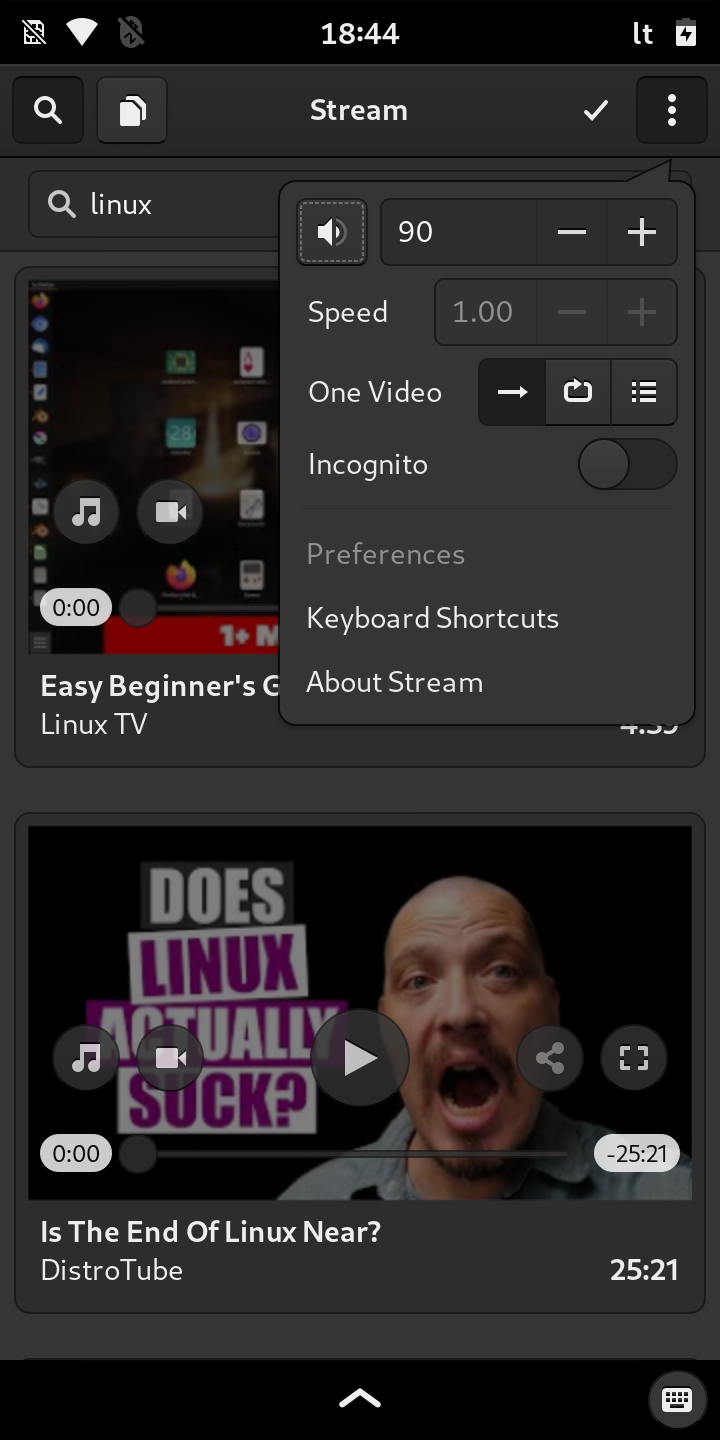 18:44
lt
Stream
linux
90
Speed
1.00
One Video
Incognito
Preferences
Keyboard Shortcuts
About Stream
28
0:00
1+ M
Easy Beginner's G
Linux TV
4:39
DOES
LINUX
ACTUALLY
SUCK?
0:00
-25:21
Is The End Of Linux Near?
DistroTube
25:21